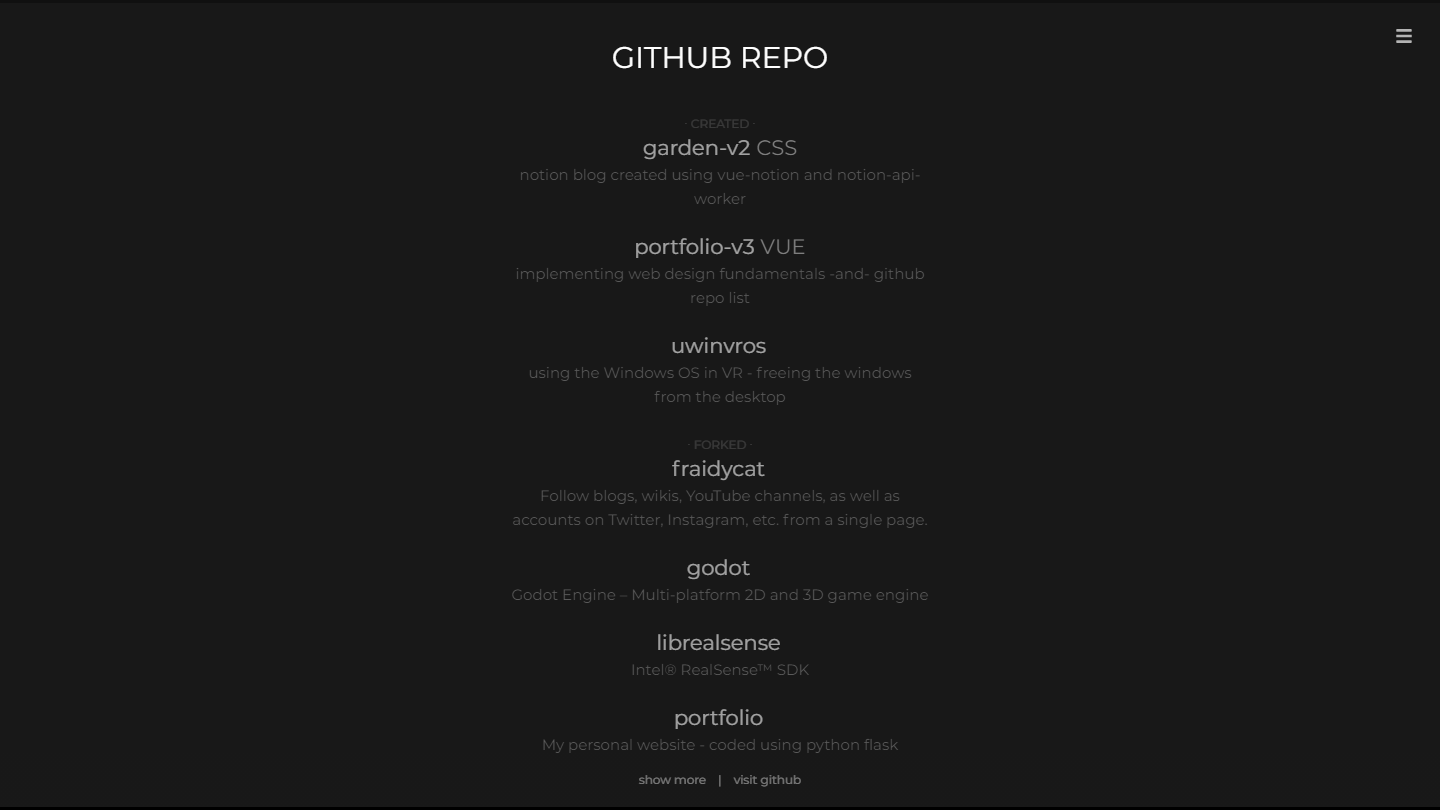 GITHUB REPO
· CREATED ·
garden-v2 CSS
notion blog created using vue-notion and notion-api-
worker
portfolio-v3 VUE
implementing web design fundamentals -and- github
repo list
uwinvros
using the Windows OS in VR - freeing the windows
from the desktop
· FORKED ·
fraidycat
Follow blogs, wikis, YouTube channels, as well as
accounts on Twitter, Instagram, etc. from a single page.
godot
Godot Engine – Multi-platform 2D and 3D game engine
librealsense
Intel® RealSense™ SDK
portfolio
My personal website - coded using python flask
show more | visit github